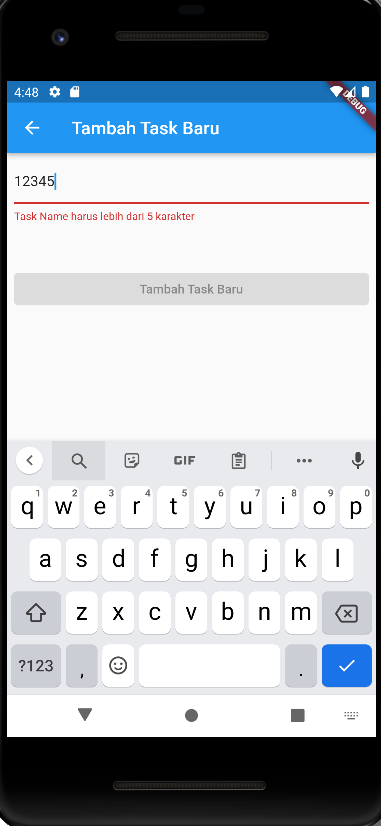 4:48
DEBUG
Tambah Task Baru
12345
Task Name harus lebih dari 5 karakter
Tambah Task Baru
GIF
1 2 3 4 5 6 7 8 9 0
q w e r t y u i o p
a s d f g h j k l
z x c v b n m
?123 , .